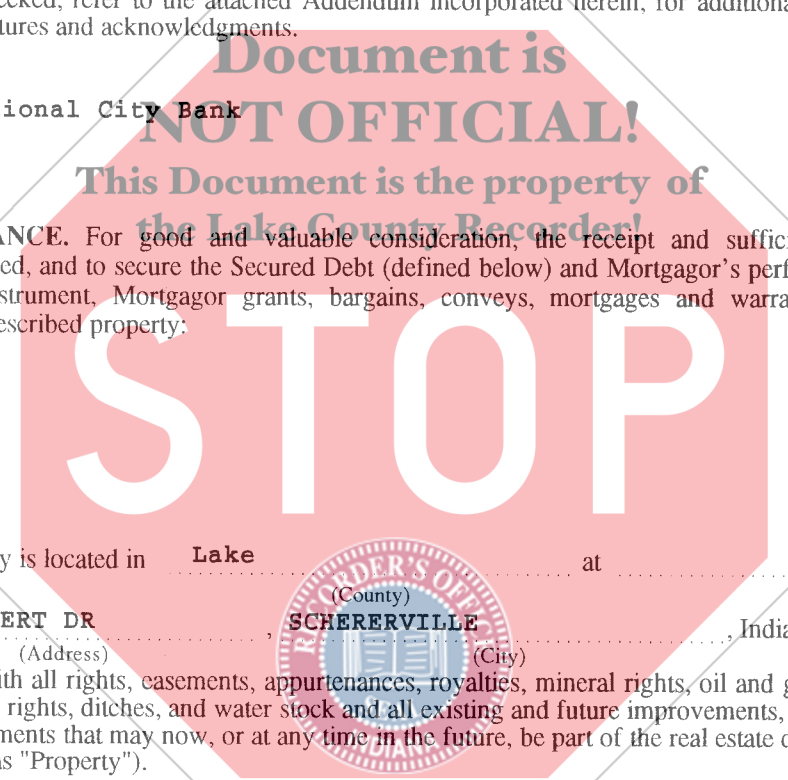 ecked, refer to the attached Addendum incorporated herein, for additiona
tures and acknowledgments.
Document is
ional City Bank
NOT OFFICIAL!
This Document is the property of
the Lake County Recorder!
ANCE. For good and valuable consideration, the receipt and suffici
ed, and to secure the Secured Debt (defined below) and Mortgagor's perf
strument, Mortgagor grants, bargains, conveys, mortgages and warra
escribed property:
STOP
y is located in Lake at
(County)
ERT DR , SCHERERVILLE , India
(Address) (City)
ith all rights, easements, appurtenances, royalties, mineral rights, oil and g
rights, ditches, and water stock and all existing and future improvements,
ments that may now, or at any time in the future, be part of the real estate d
as "Property").
RECORDER'S OFFIC
INDIANA